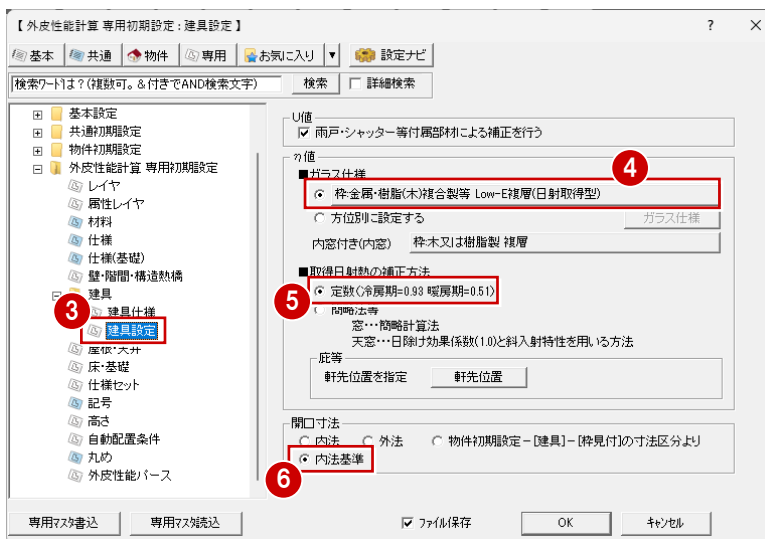 【 外皮性能計算 専用初期設定 : 建具設定 】
?
基本 共通 物件 専用 お気に入り 設定ナビ
検索ワードは？(複数可。＆付きでAND検索文字) 検索 詳細検索
基本設定
共通初期設定
物件初期設定
外皮性能計算 専用初期設定
レイヤ
属性レイヤ
材料
仕様
仕様(基礎)
壁・階間・構造熱橋
建具
3
建具仕様
建具設定
屋根・天井
床・基礎
仕様セット
記号
高さ
自動配置条件
丸め
外皮性能パース
U値
雨戸・シャッター等付属部材による補正を行う
η値
■ガラス仕様
4
枠:金属・樹脂(木)複合製等 Low-E複層(日射取得型)
方位別に設定する ガラス仕様
内窓付き(内窓) 枠:木又は樹脂製 複層
■取得日射熱の補正方法
5
定数(冷房期=0.93 暖房期=0.51)
簡略法等
窓・・・簡略計算法
天窓・・・日除け効果係数(1.0)と斜入射特性を用いる方法
庇等
軒先位置を指定 軒先位置
開口寸法
内法 外法 物件初期設定－[建具]－[枠見付]の寸法区分より
内法基準
6
専用マスタ書込 専用マスタ読込 ファイル保存 OK キャンセル